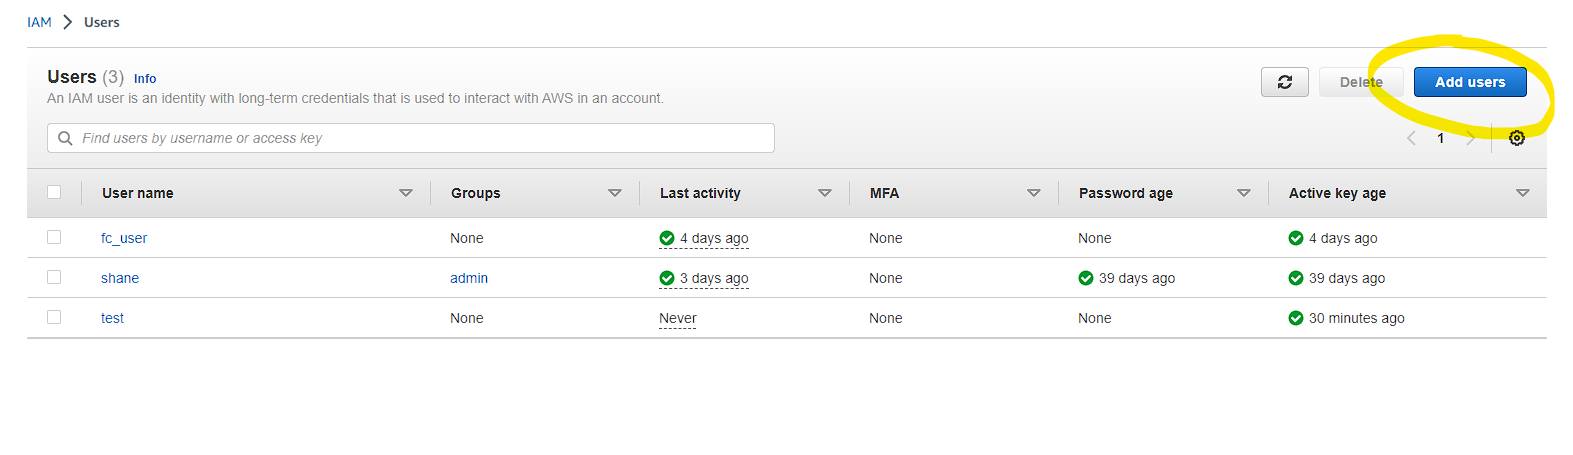 IAM > Users
Users (3) Info
An IAM user is an identity with long-term credentials that is used to interact with AWS in an account.
Delete Add users
Find users by username or access key
1
User name Groups Last activity MFA Password age Active key age
fc_user None 4 days ago None None 4 days ago
shane admin 3 days ago None 39 days ago 39 days ago
test None Never None None 30 minutes ago